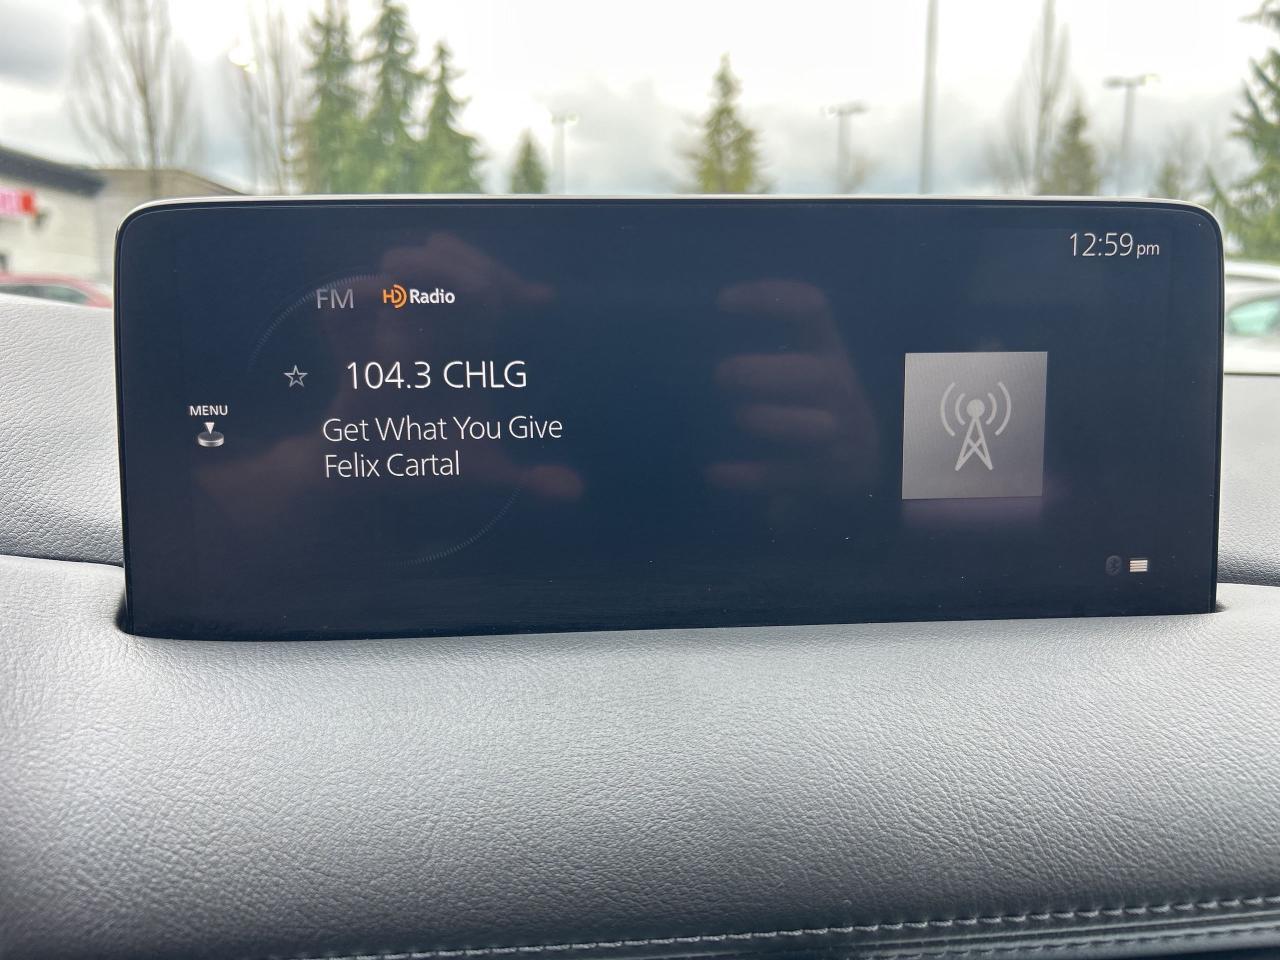 12:59pm
FM HD Radio
104.3 CHLG
MENU
Get What You Give
Felix Cartal